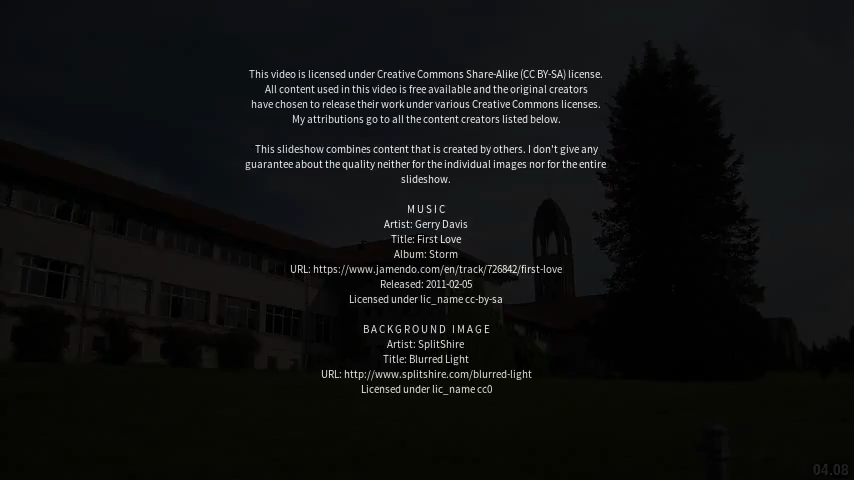 This video is licensed under Creative Commons Share-Alike (CC BY-SA) license.
All content used in this video is free available and the original creators
have chosen to release their work under various Creative Commons licenses.
My attributions go to all the content creators listed below.
This slideshow combines content that is created by others. I don't give any
guarantee about the quality neither for the individual images nor for the entire
slideshow.
MUSIC
Artist: Gerry Davis
Title: First Love
Album: Storm
URL: https://www.jamendo.com/en/track/726842/first-love
Released: 2011-02-05
Licensed under lic_name cc-by-sa
BACKGROUND IMAGE
Artist: SplitShire
Title: Blurred Light
URL: http://www.splitshire.com/blurred-light
Licensed under lic_name cc0
04.08